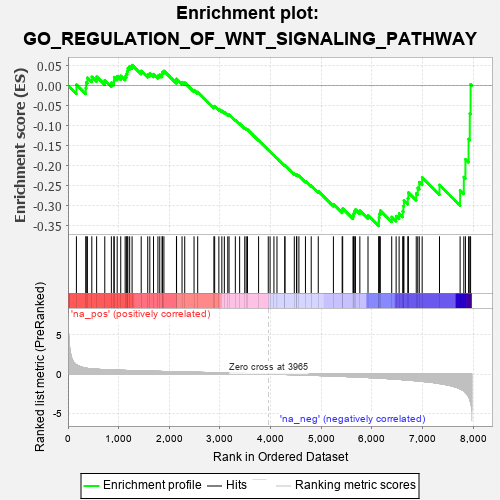 Enrichment plot:
GO_REGULATION_OF_WNT_SIGNALING_PATHWAY
Enrichment score (ES)
0.05
0.00
-0.05
-0.10
-0.15
-0.20
-0.25
-0.30
-0.35
'na_pos' (positively correlated)
Ranked list metric (PreRanked)
5
0
-5
Zero cross at 3965
'na_neg' (negatively correlated)
0
1,000
2,000
3,000
4,000
5,000
6,000
7,000
8,000
Rank in Ordered Dataset
Enrichment profile
Hits
Ranking metric scores